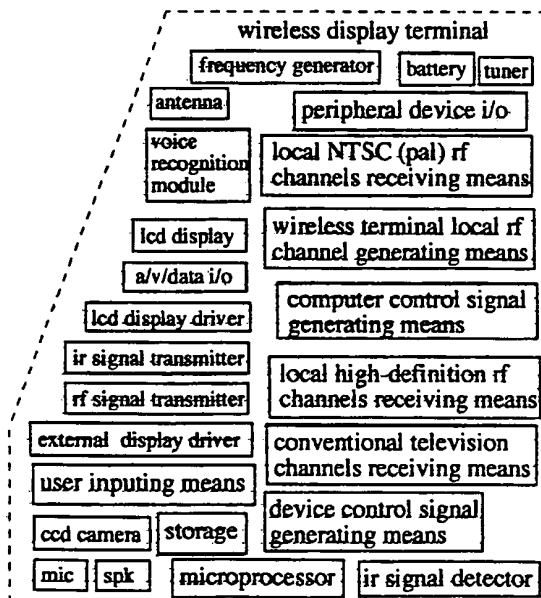 wireless display terminal
frequency generator
battery
tuner
antenna
peripheral device i/o
voice
recognition
module
local NTSC (pal) rf
channels receiving means
lcd display
wireless terminal local rf
channel generating means
a/v/data i/o
computer control signal
generating means
lcd display driver
ir signal transmitter
local high-definition rf
channels receiving means
rf signal transmitter
external display driver
conventional television
channels receiving means
user inputing means
device control signal
generating means
ccd camera
storage
mic
spk
microprocessor
ir signal detector